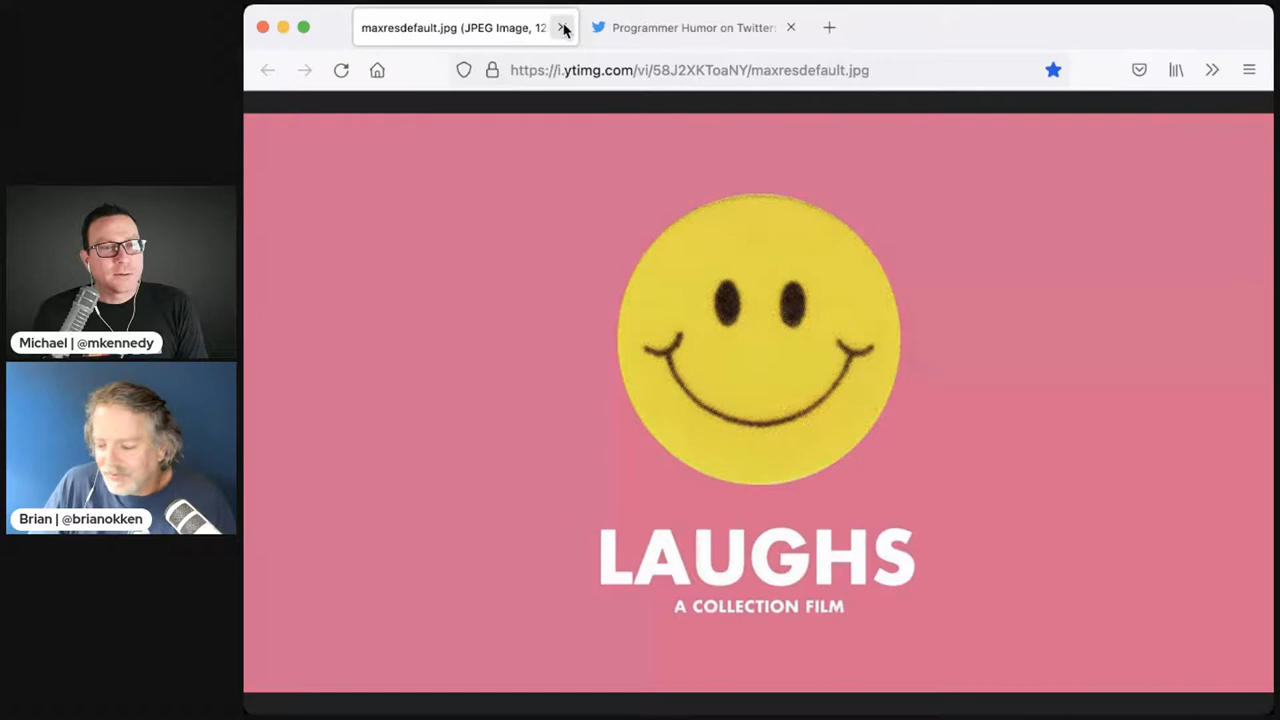 maxresdefault.jpg (JPEG Image, 12
Programmer Humor on Twitter:
https://i.ytimg.com/vi/58J2XKToaNY/maxresdefault.jpg
Michael | @mkennedy
Brian | @brianokken
LAUGHS
A COLLECTION FILM